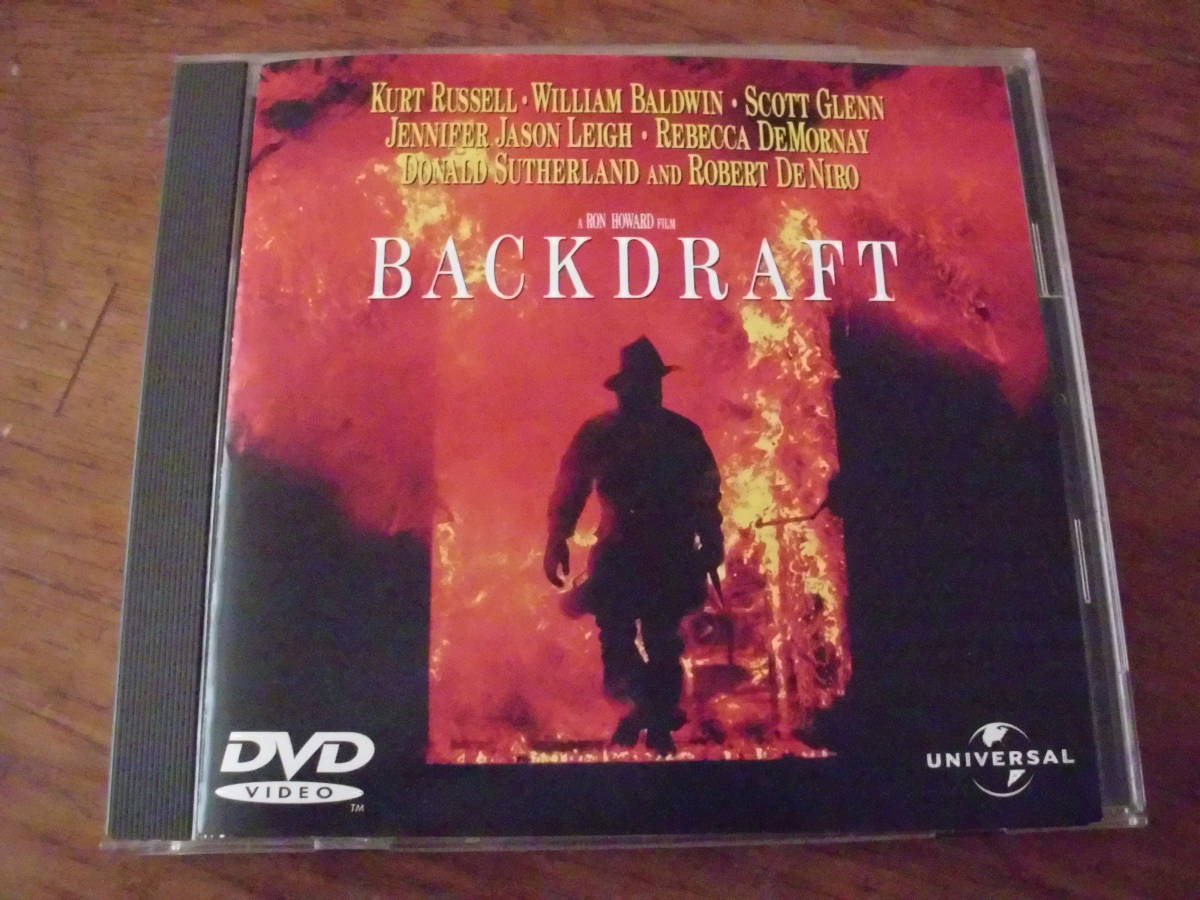 KURT RUSSELL · WILLIAM BALDWIN · SCOTT GLENN
JENNIFER JASON LEIGH · REBECCA DEMORNAY
DONALD SUTHERLAND AND ROBERT DE NIRO
A RON HOWARD FILM
BACKDRAFT
DVD
VIDEO
TM
UNIVERSAL